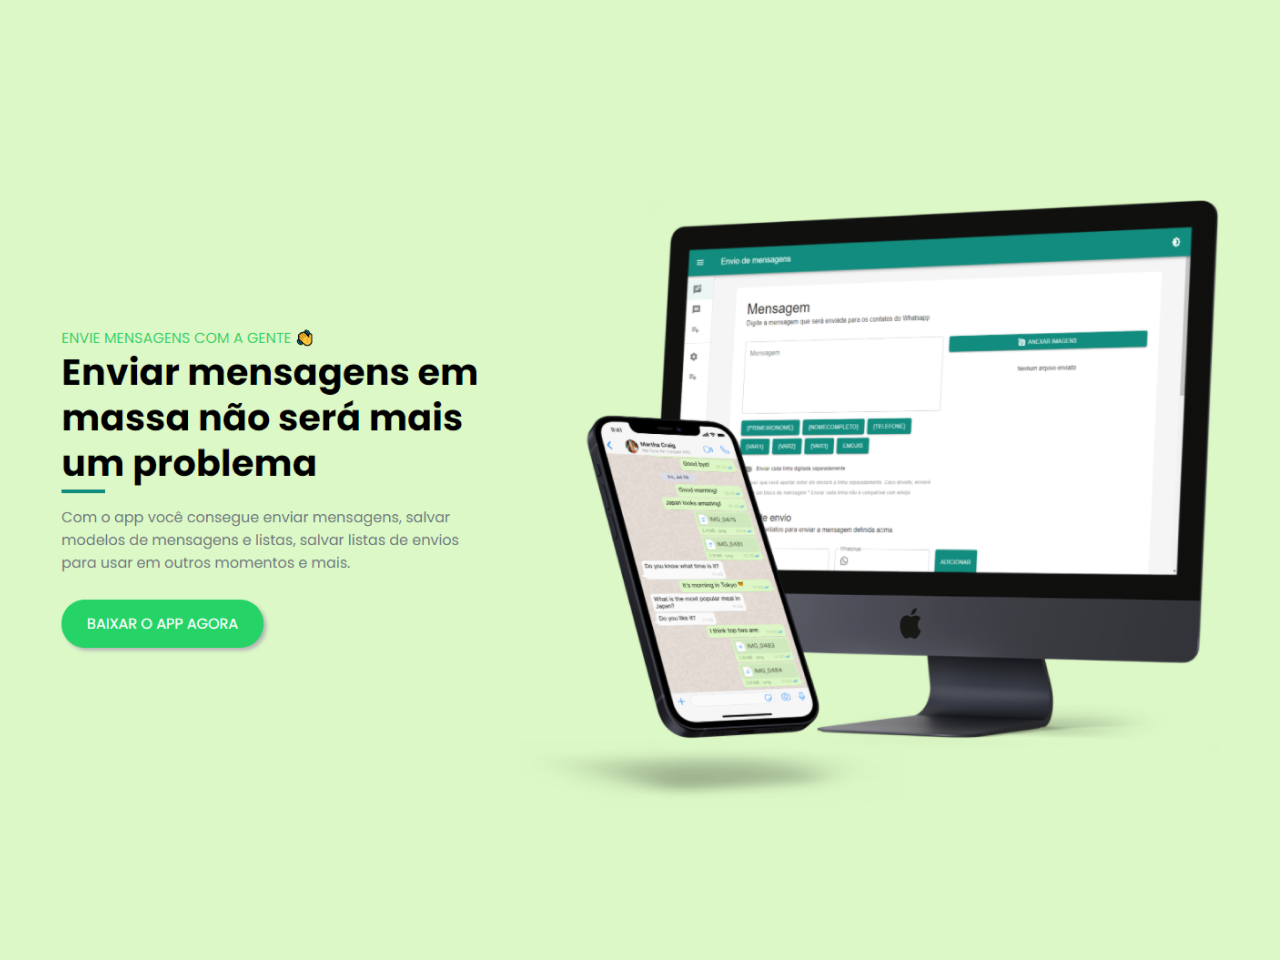 ENVIE MENSAGENS COM A GENTE 👏
Enviar mensagens em
massa não será mais
um problema
Com o app você consegue enviar mensagens, salvar
modelos de mensagens e listas, salvar listas de envios
para usar em outros momentos e mais.
BAIXAR O APP AGORA
Envio de mensagens
Mensagem
Digite a mensagem que será enviada para os contatos do Whatsapp
Mensagem
ANEXAR IMAGENS
Nenhum arquivo enviado
{PRIMEIRONOME} {NOMECOMPLETO} {TELEFONE}
{VAR1} {VAR2} {VAR3} EMOJIS
Enviar cada linha digitada separadamente
de envio
para enviar a mensagem definida acima
WhatsApp
ADICIONAR
9:41
Martha Craig
Good bye!
Good morning!
Japan looks amazing!
IMG_0475
IMG_0481
Do you know what time is it?
It's morning in Tokyo
What is the most popular meal in
Japan?
Do you like it?
I think top two are:
IMG_0483
IMG_0484